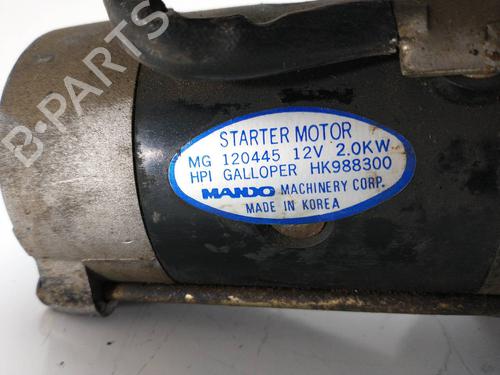 STARTER MOTOR
MG 120445 12V 2.0KW
HPI GALLOPER HK988300
MANDO MACHINERY CORP.
MADE IN KOREA
B-PARTS